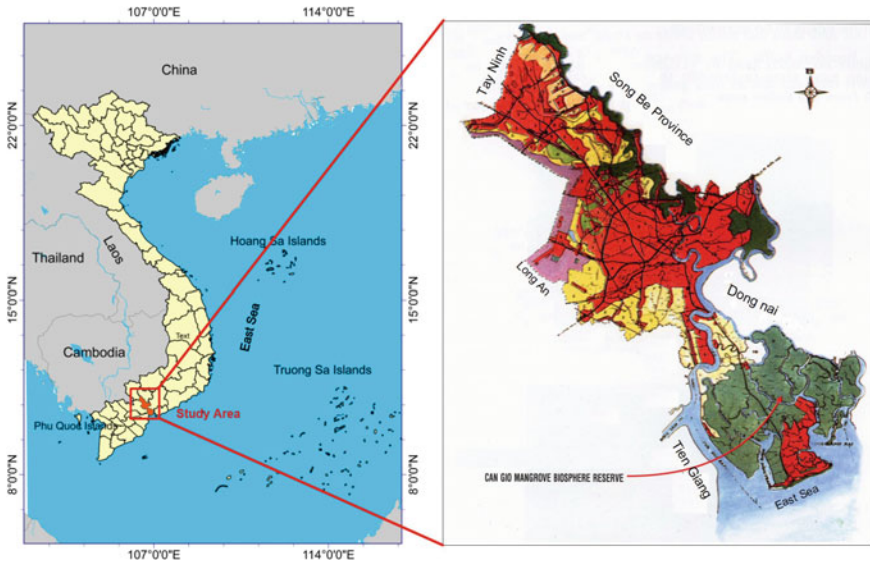 107°0'0"E
114°0'0"E
China
22°0'0"N
22°0'0"N
Hoang Sa Islands
Laos
Thailand
15°0'0"N
15°0'0"N
East Sea
Text
Cambodia
Truong Sa Islands
Study Area
Phu Quoc Islands
8°0'0"N
8°0'0"N
107°0'0"E
114°0'0"E
Tay Ninh
Song Be Province
Long An
Dong nai
Tien Giang
CAN GIO MANGROVE BIOSPHERE RESERVE
East Sea